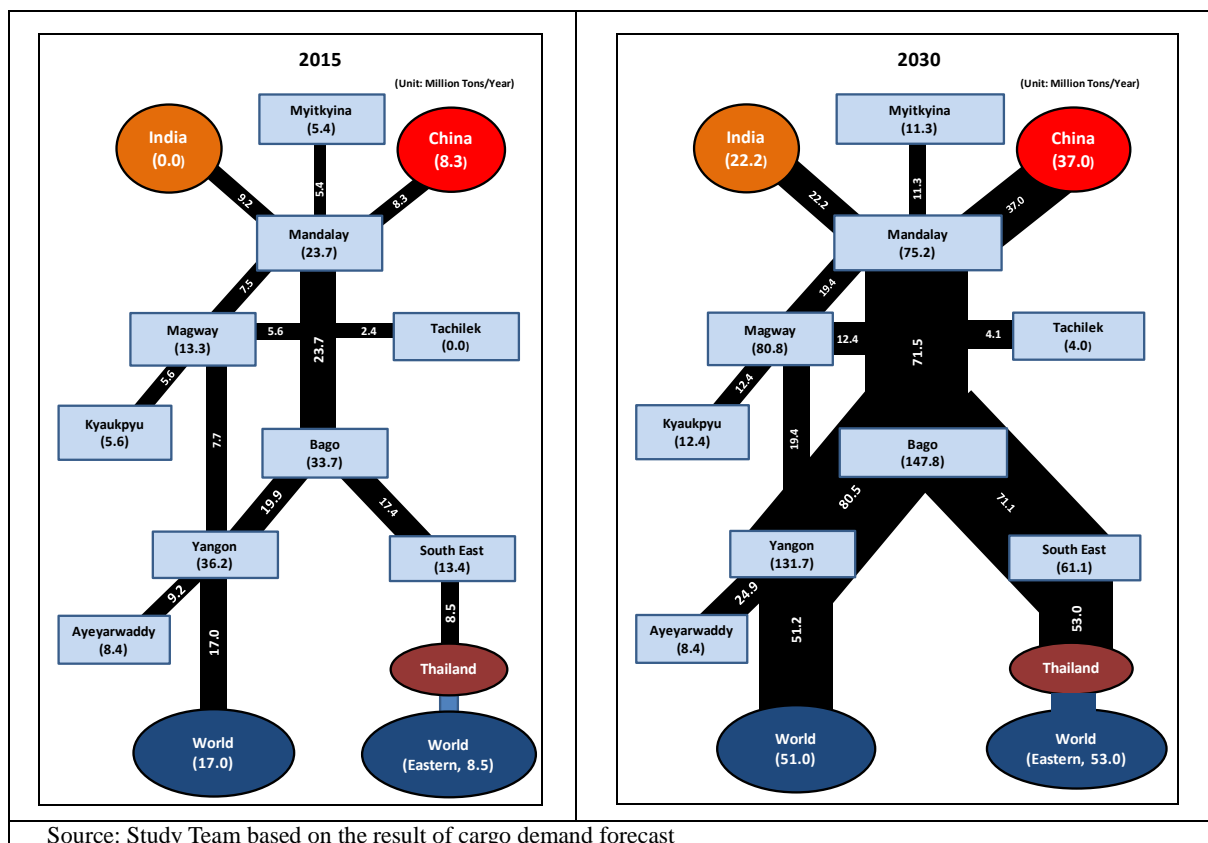 2015
(Unit: Million Tons/Year)
India
(0.0)
Myitkyina
(5.4)
China
(8.3)
9.2
5.4
8.3
Mandalay
(23.7)
7.5
Magway
(13.3)
5.6
23.7
2.4
Tachilek
(0.0)
5.6
Kyaukpyu
(5.6)
7.7
Bago
(33.7)
19.9
17.4
Yangon
(36.2)
South East
(13.4)
9.2
Ayeyarwaddy
(8.4)
17.0
8.5
Thailand
World
(17.0)
World
(Eastern, 8.5)
2030
(Unit: Million Tons/Year)
India
(22.2)
Myitkyina
(11.3)
China
(37.0)
22.2
11.3
37.0
Mandalay
(75.2)
19.4
Magway
(80.8)
12.4
71.5
4.1
Tachilek
(4.0)
12.4
Kyaukpyu
(12.4)
19.4
Bago
(147.8)
80.5
71.1
Yangon
(131.7)
South East
(61.1)
24.9
Ayeyarwaddy
(8.4)
51.2
53.0
Thailand
World
(51.0)
World
(Eastern, 53.0)
Source: Study Team based on the result of cargo demand forecast